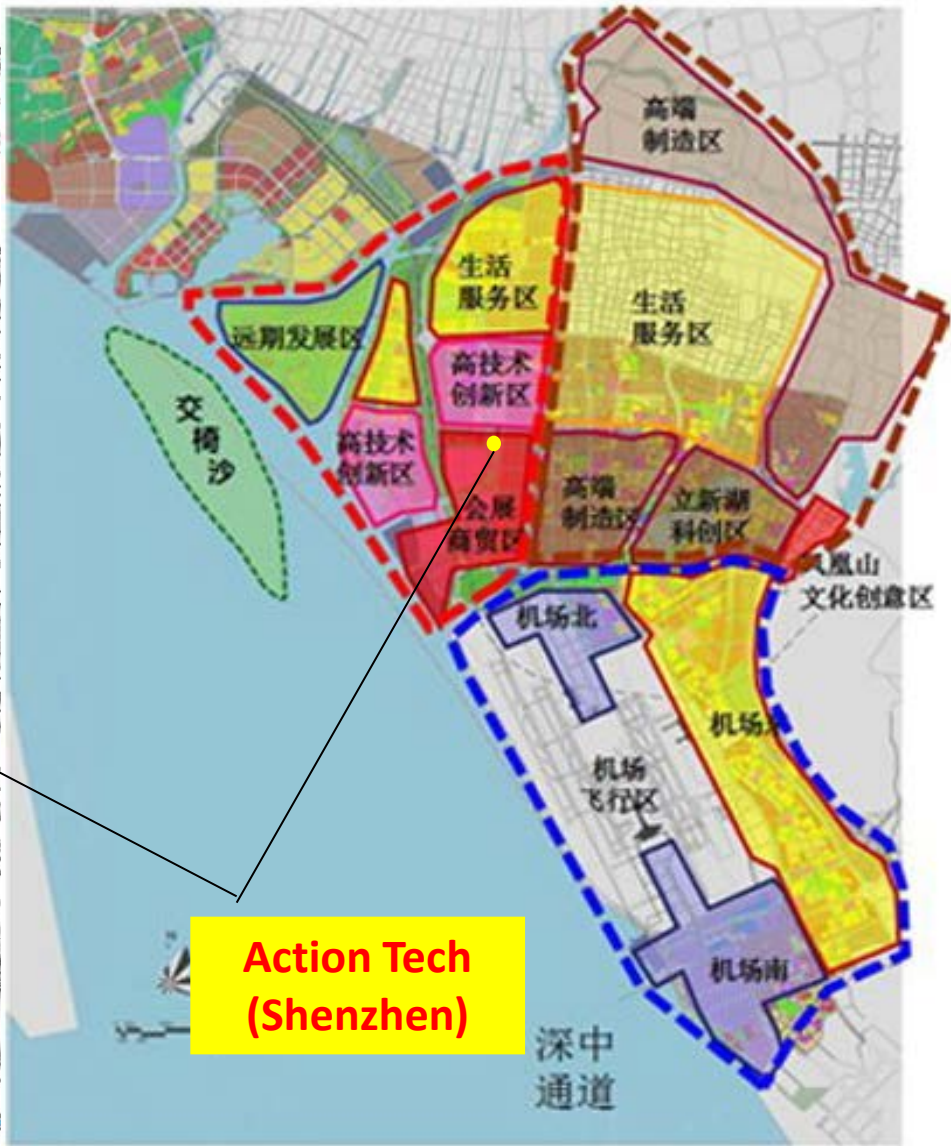 高端
制造区
生活
服务区
生活
服务区
远期发展区
高技术
创新区
交
椅
沙
高技术
创新区
会展
商贸区
高端
制造区
立新湖
科创区
凤凰山
文化创意区
机场北
机场东
机场
飞行区
机场南
Action Tech
(Shenzhen)
深中
通道